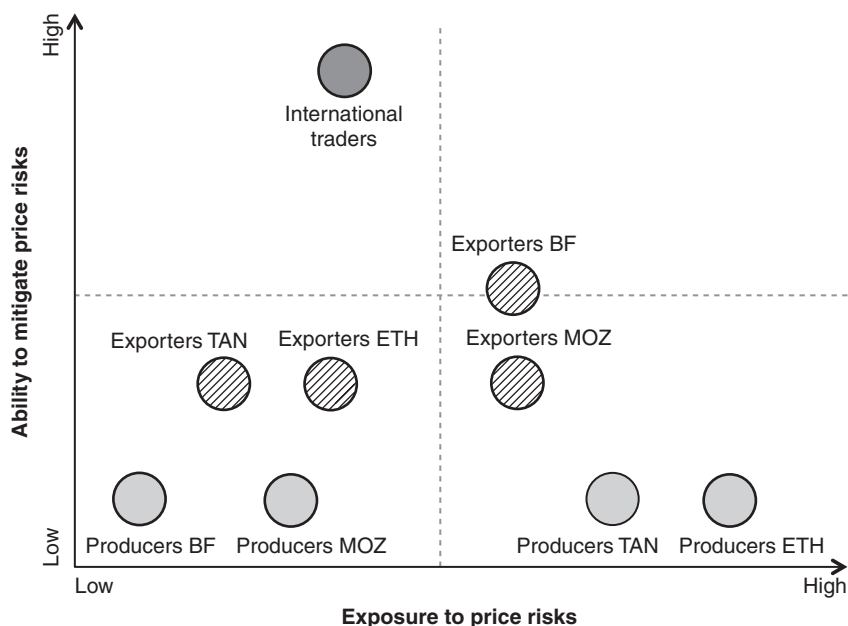 High
International
traders
Exporters BF
Exporters TAN
Exporters ETH
Exporters MOZ
Ability to mitigate price risks
Producers BF
Producers MOZ
Producers TAN
Producers ETH
Low
Low
High
Exposure to price risks